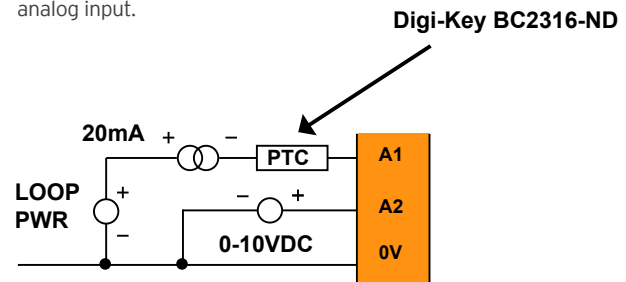 analog input.
Digi-Key BC2316-ND
20mA + –
PTC
A1
LOOP
PWR
+
–
– +
A2
0-10VDC
0V